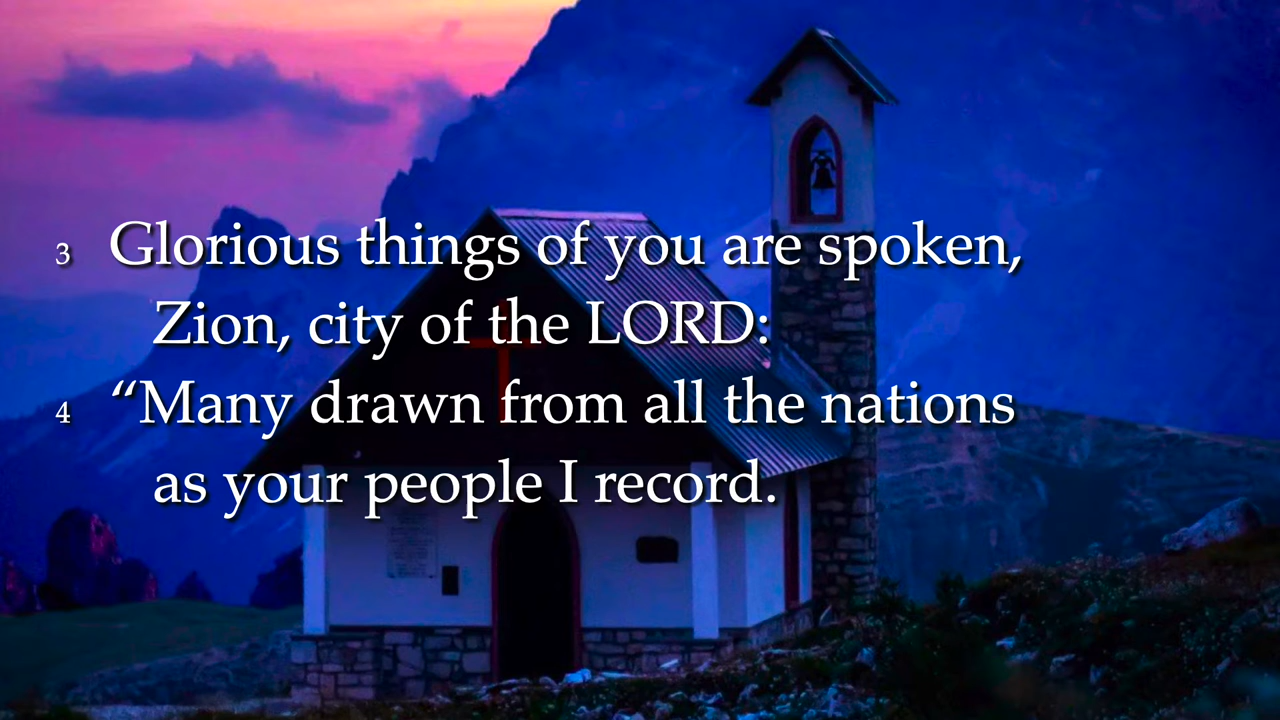 3 Glorious things of you are spoken,
Zion, city of the LORD:
4 “Many drawn from all the nations
as your people I record.